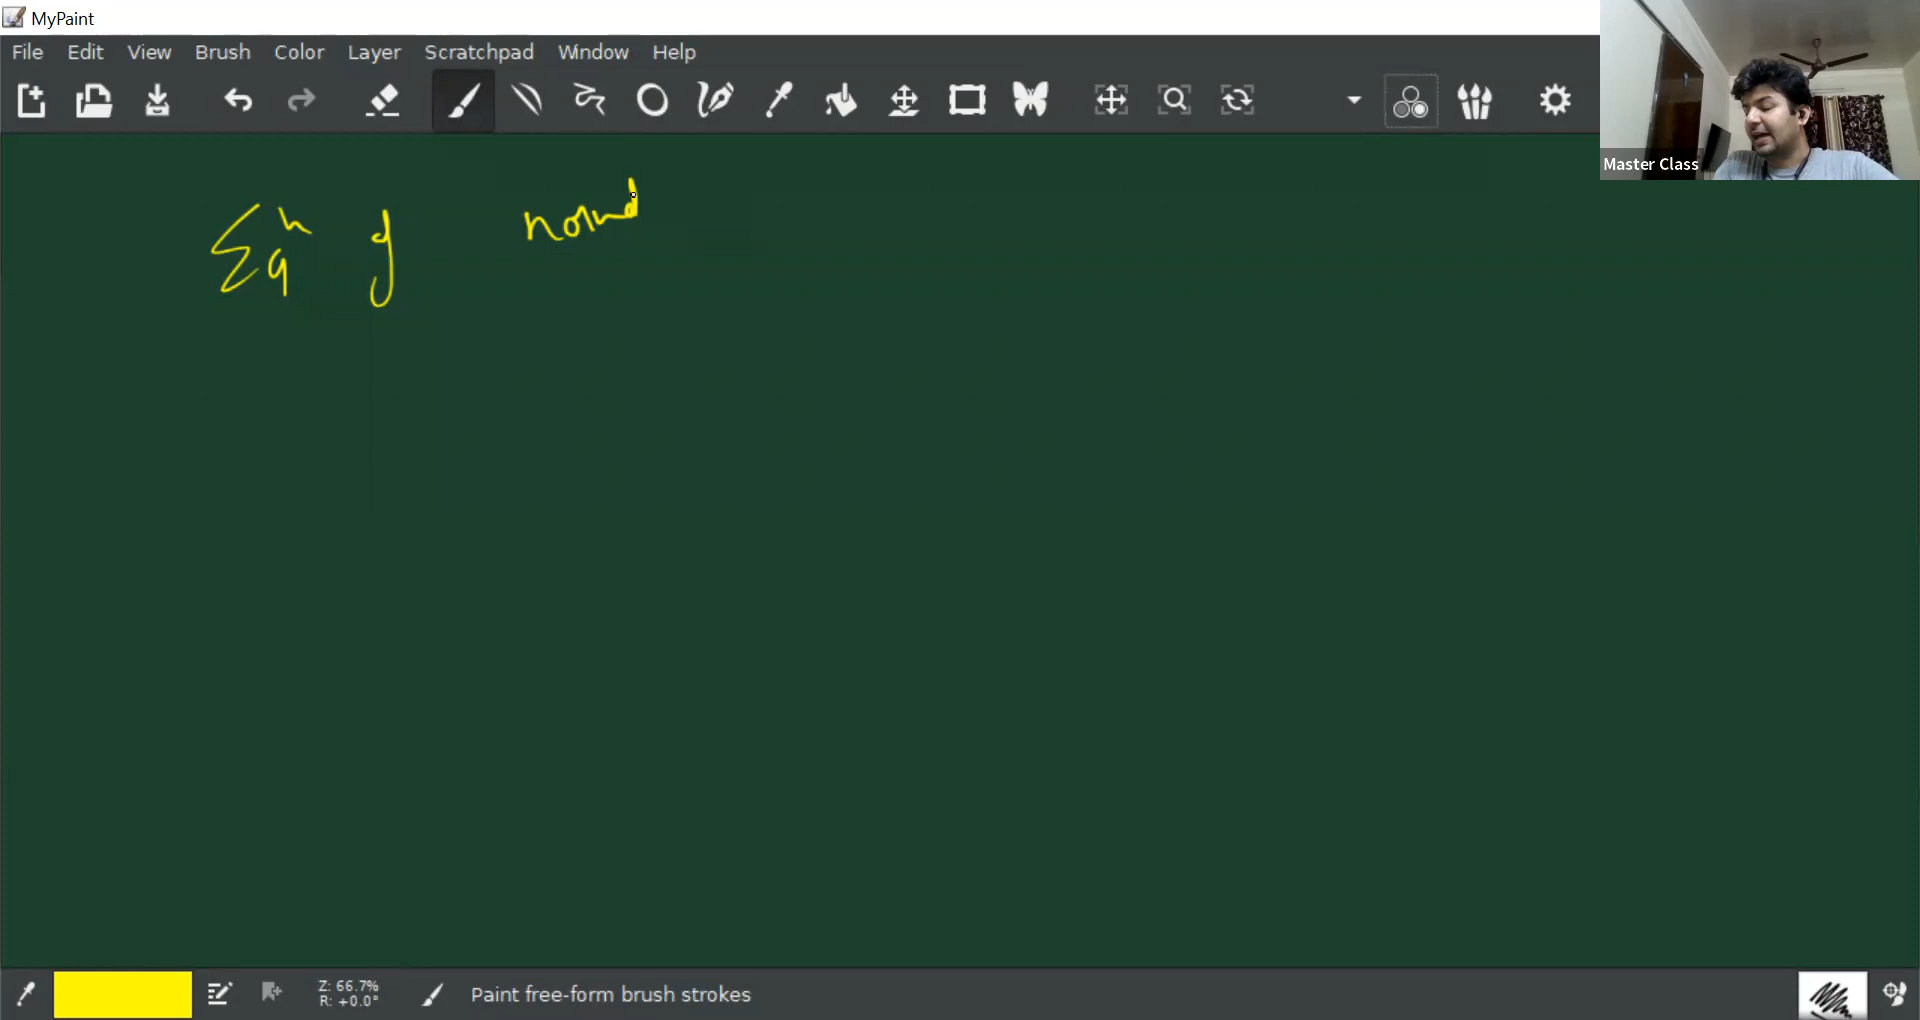 MyPaint
File Edit View Brush Color Layer Scratchpad Window Help
Master Class
Eqn of normal
Z: 66.7%
R: +0.0°
Paint free-form brush strokes